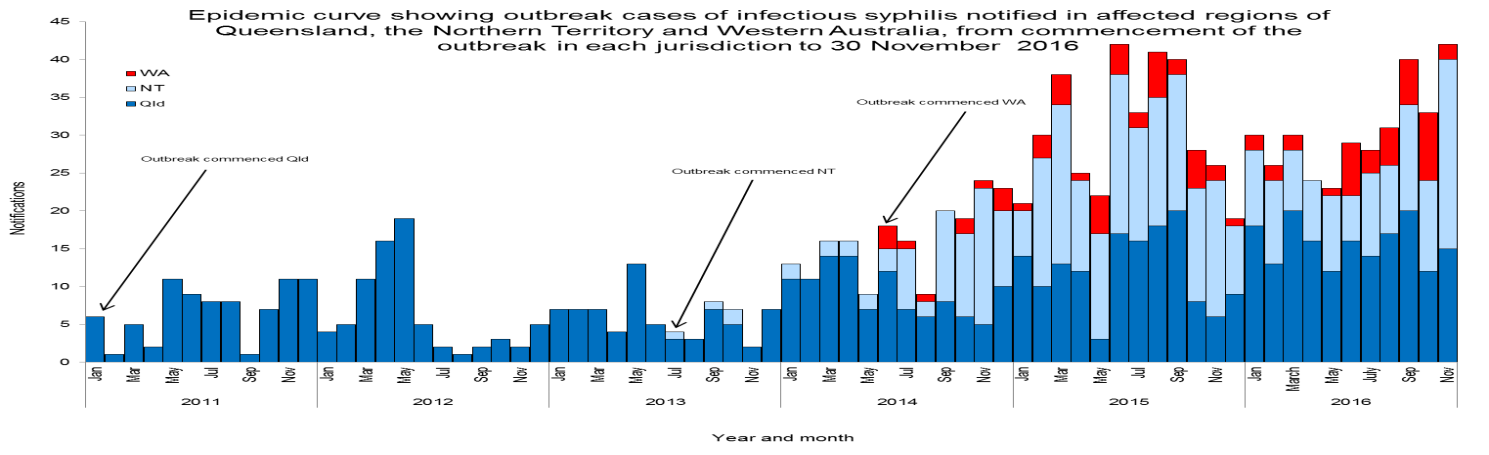 Epidemic curve showing outbreak cases of infectious syphilis notified in affected regions of
Queensland, the Northern Territory and Western Australia, from commencement of the
outbreak in each jurisdiction to 30 November 2016
45
40
35
30
25
20
15
10
5
0
Notifications
WA
NT
Qld
Outbreak commenced Qld
Outbreak commenced NT
Outbreak commenced WA
Jan Mar May Jul Sep Nov Jan Mar May Jul Sep Nov Jan Mar May Jul Sep Nov Jan Mar May Jul Sep Nov Jan Mar May Jul Sep Nov Jan March May July Sep Nov
2011 2012 2013 2014 2015 2016
Year and month